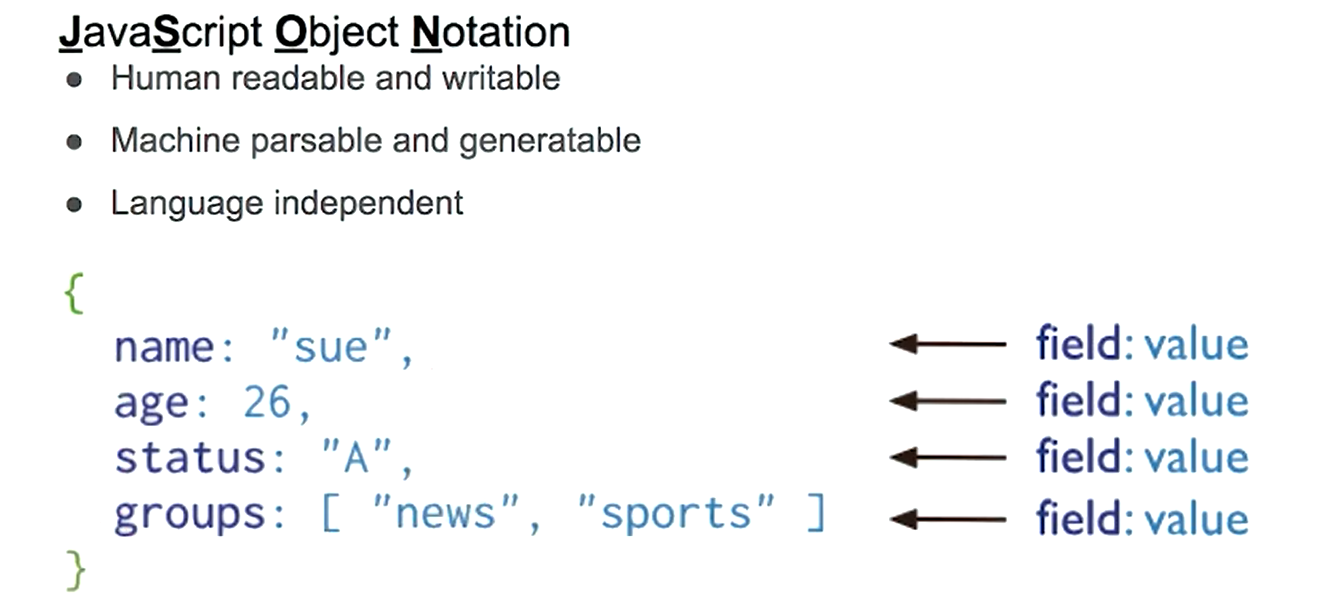 JavaScript Object Notation
● Human readable and writable
● Machine parsable and generatable
● Language independent
{
name: "sue", field: value
age: 26, field: value
status: "A", field: value
groups: [ "news", "sports" ] field: value
}